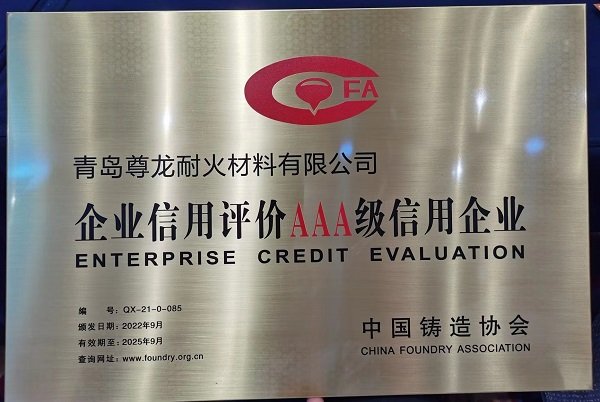 FA
青岛尊龙耐火材料有限公司
企业信用评价AAA级信用企业
ENTERPRISE CREDIT EVALUATION
编 号: QX-21-0-085
颁发日期: 2022年9月
有效期至: 2025年9月
查询网址: www.foundry.org.cn
中国铸造协会
CHINA FOUNDRY ASSOCIATION